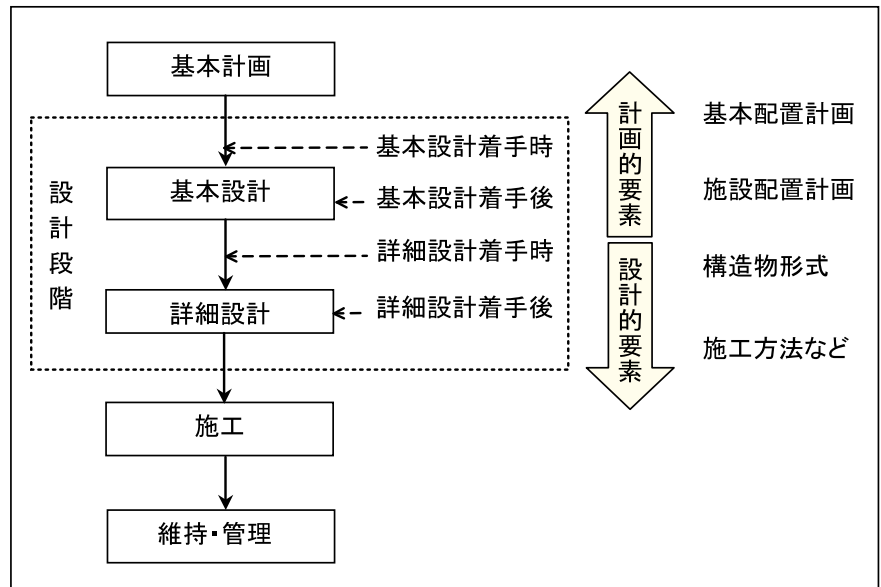 基本計画
基本設計着手時
設計段階
基本設計
基本設計着手後
詳細設計着手時
詳細設計
詳細設計着手後
施工
維持・管理
計画的要素
設計的要素
基本配置計画
施設配置計画
構造物形式
施工方法など